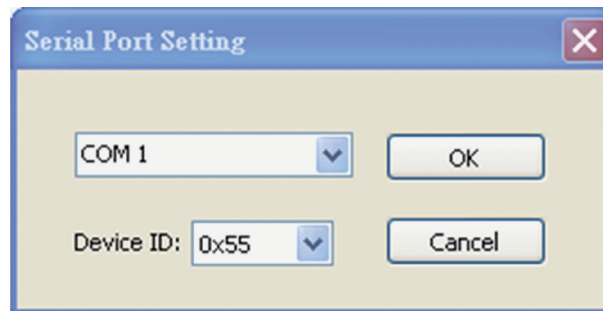 Serial Port Setting
COM 1
OK
Device ID: 0x55
Cancel